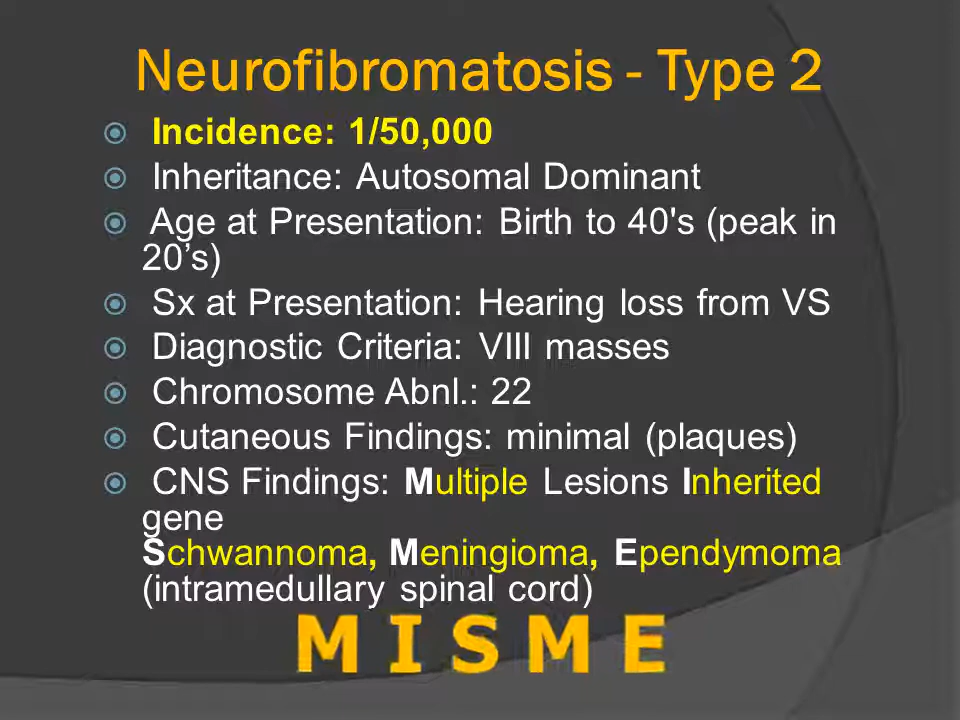 Neurofibromatosis - Type 2
Incidence: 1/50,000
Inheritance: Autosomal Dominant
Age at Presentation: Birth to 40's (peak in
20’s)
Sx at Presentation: Hearing loss from VS
Diagnostic Criteria: VIII masses
Chromosome Abnl.: 22
Cutaneous Findings: minimal (plaques)
CNS Findings: Multiple Lesions Inherited
gene
Schwannoma, Meningioma, Ependymoma
(intramedullary spinal cord)
M I S M E